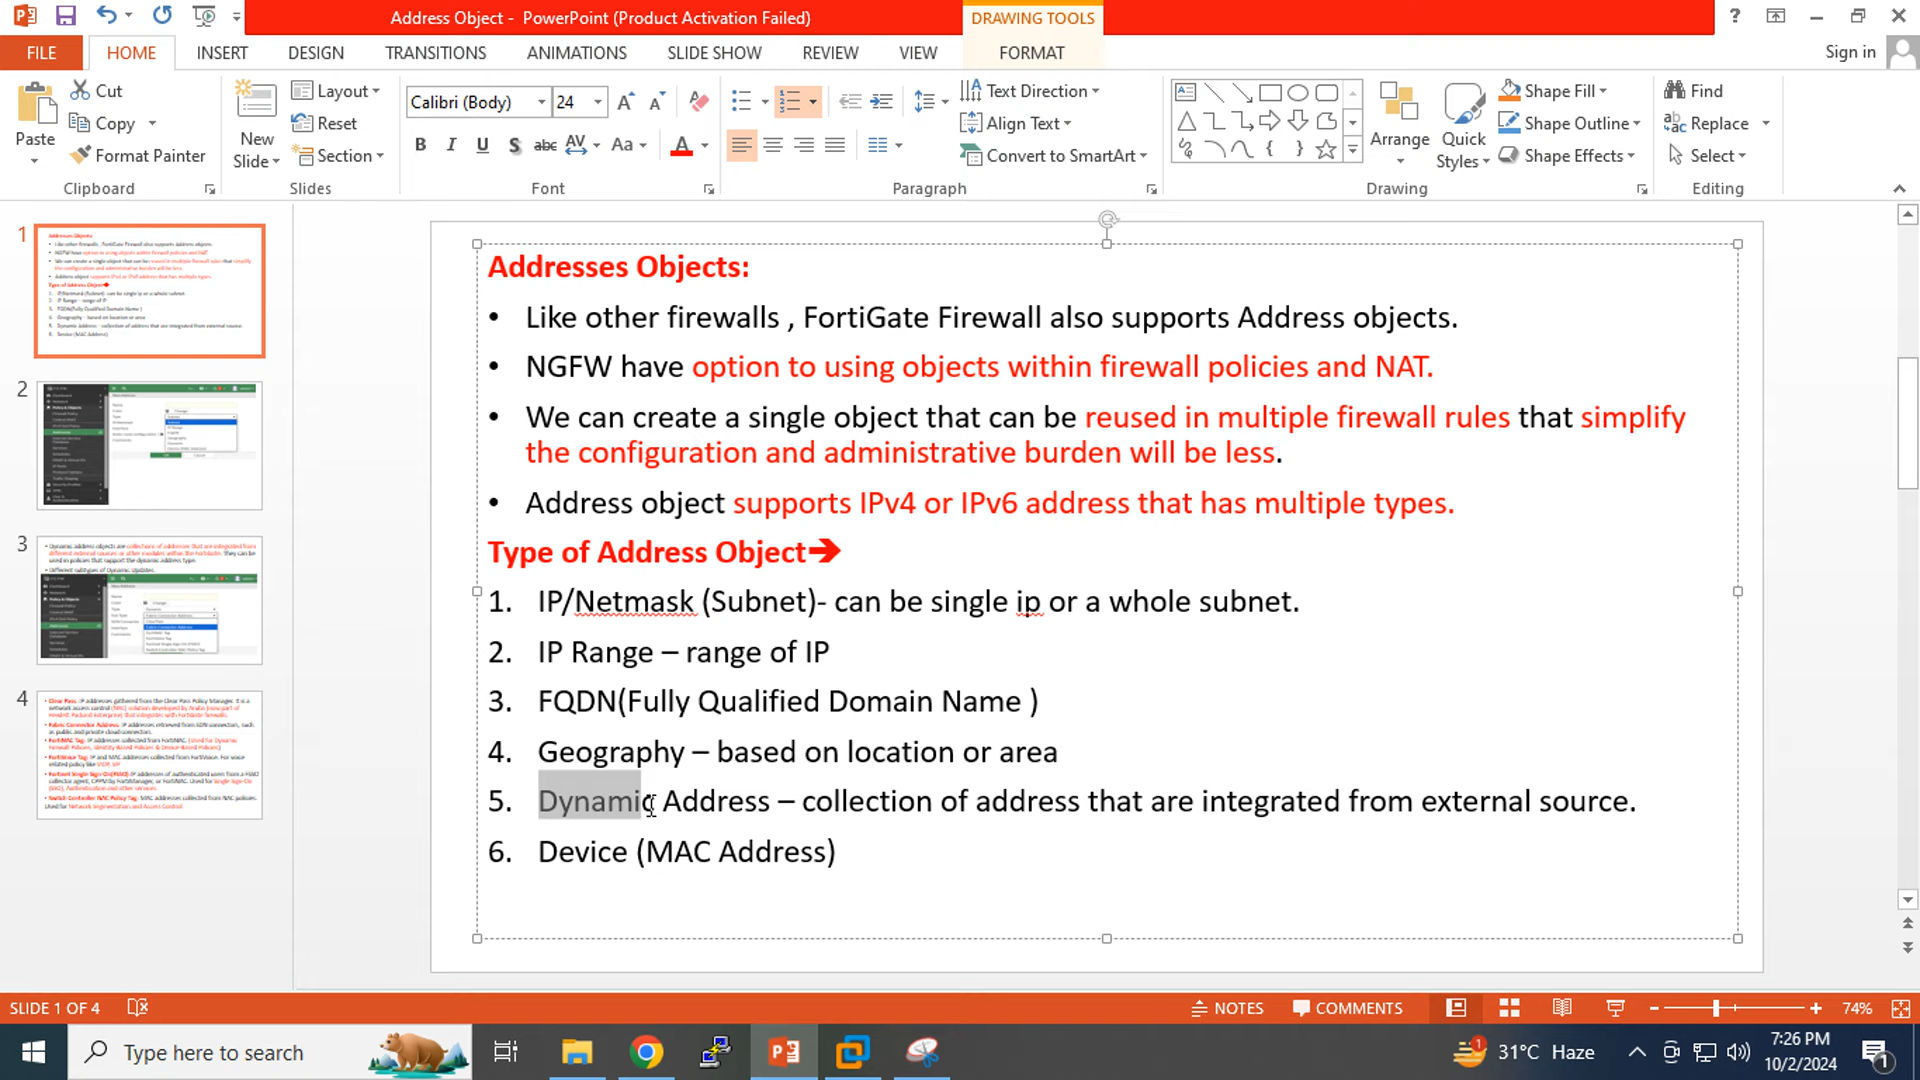 Address Object - PowerPoint (Product Activation Failed)
DRAWING TOOLS
FILE HOME INSERT DESIGN TRANSITIONS ANIMATIONS SLIDE SHOW REVIEW VIEW FORMAT Sign in
Paste Cut Copy Format Painter
Clipboard
New Slide Layout Reset Section
Slides
Calibri (Body) 24
B I U S abc AV Aa A
Font
Text Direction Align Text Convert to SmartArt
Paragraph
Arrange Quick Styles Shape Fill Shape Outline Shape Effects
Drawing
Find Replace Select
Editing
1
2
3
4
Addresses Objects:
• Like other firewalls , FortiGate Firewall also supports Address objects.
• NGFW have option to using objects within firewall policies and NAT.
• We can create a single object that can be reused in multiple firewall rules that simplify
the configuration and administrative burden will be less.
• Address object supports IPv4 or IPv6 address that has multiple types.
Type of Address Object➔
1. IP/Netmask (Subnet)- can be single ip or a whole subnet.
2. IP Range – range of IP
3. FQDN(Fully Qualified Domain Name )
4. Geography – based on location or area
5. Dynamic Address – collection of address that are integrated from external source.
6. Device (MAC Address)
SLIDE 1 OF 4 NOTES COMMENTS 74%
Type here to search
31°C Haze
7:26 PM
10/2/2024
1